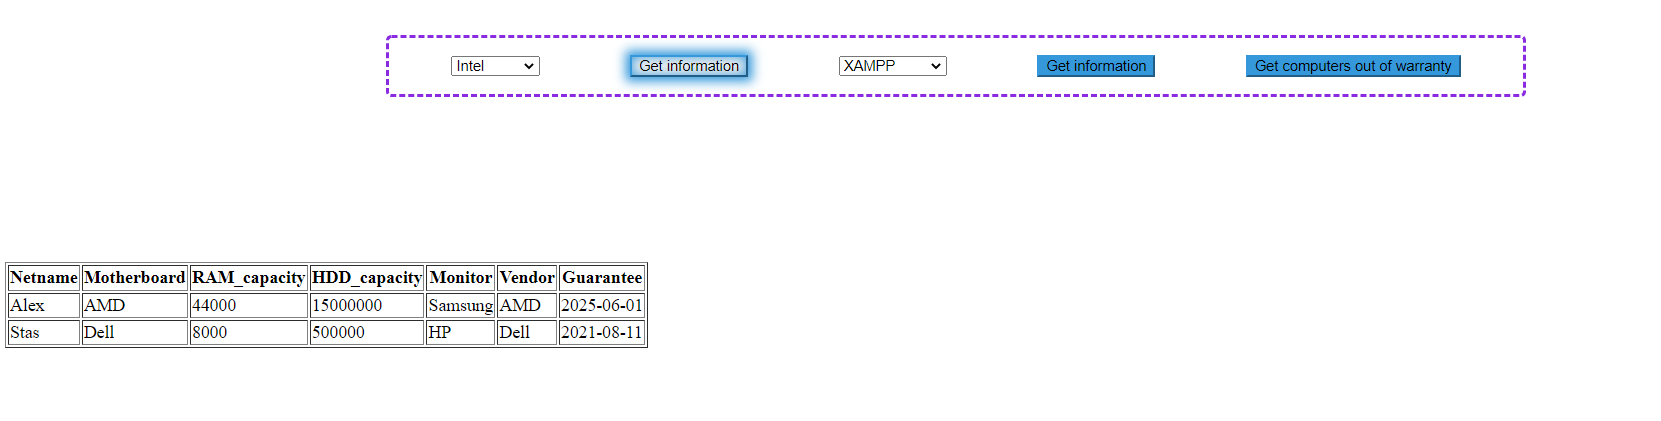 Intel Get information XAMPP Get information Get computers out of warranty
Netname Motherboard RAM_capacity HDD_capacity Monitor Vendor Guarantee
Alex AMD 44000 15000000 Samsung AMD 2025-06-01
Stas Dell 8000 500000 HP Dell 2021-08-11